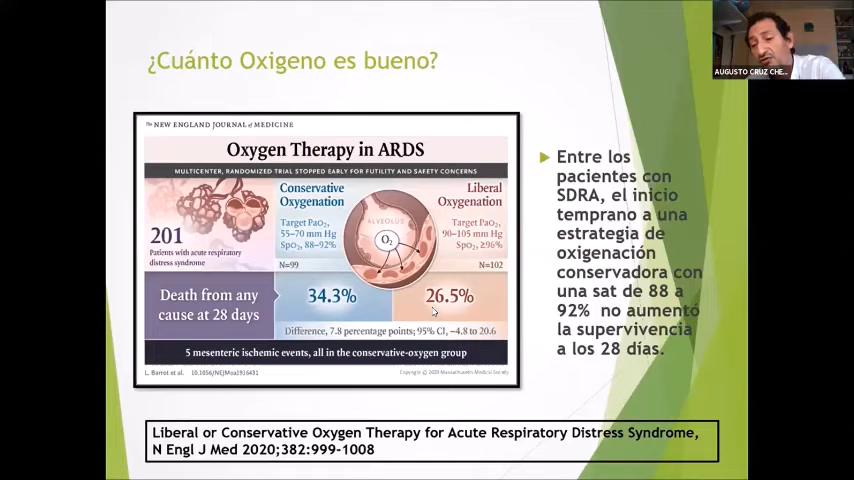 ¿Cuánto Oxigeno es bueno?
AUGUSTO CRUZ CHE...
The NEW ENGLAND JOURNAL of MEDICINE
Oxygen Therapy in ARDS
MULTICENTER, RANDOMIZED TRIAL STOPPED EARLY FOR FUTILITY AND SAFETY CONCERNS
201
Patients with acute respiratory
distress syndrome
Conservative
Oxygenation
Target PaO₂,
55–70 mm Hg
SpO₂, 88–92%
N=99
ALVEOLUS
O₂
Liberal
Oxygenation
Target PaO₂,
90–105 mm Hg
SpO₂, ≥96%
N=102
Death from any
cause at 28 days
34.3%
26.5%
Difference, 7.8 percentage points; 95% CI, −4.8 to 20.6
5 mesenteric ischemic events, all in the conservative-oxygen group
L. Barrot et al. 10.1056/NEJMoa1916431
Copyright © 2020 Massachusetts Medical Society
Entre los
pacientes con
SDRA, el inicio
temprano a una
estrategia de
oxigenación
conservadora con
una sat de 88 a
92% no aumentó
la supervivencia
a los 28 días.
Liberal or Conservative Oxygen Therapy for Acute Respiratory Distress Syndrome,
N Engl J Med 2020;382:999-1008